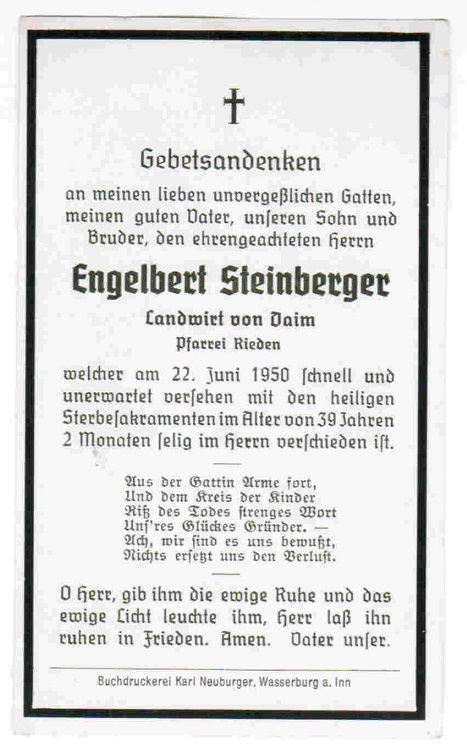 Gebetsandenken
an meinen lieben unvergeßlichen Gatten,
meinen guten Vater, unseren Sohn und
Bruder, den ehrengeachteten Herrn
Engelbert Steinberger
Landwirt von Daim
Pfarrei Rieden
welcher am 22. Juni 1950 schnell und
unerwartet versehen mit den heiligen
Sterbesakramenten im Alter von 39 Jahren
2 Monaten selig im Herrn verschieden ist.
Aus der Gattin Arme fort,
Und dem Kreis der Kinder
Riß des Todes strenges Wort
Uns'res Glückes Gründer. —
Ach, wir sind es uns bewußt,
Nichts ersetzt uns den Verlust.
O Herr, gib ihm die ewige Ruhe und das
ewige Licht leuchte ihm, Herr laß ihn
ruhen in Frieden. Amen. Vater unser.
Buchdruckerei Karl Neuburger, Wasserburg a. Inn